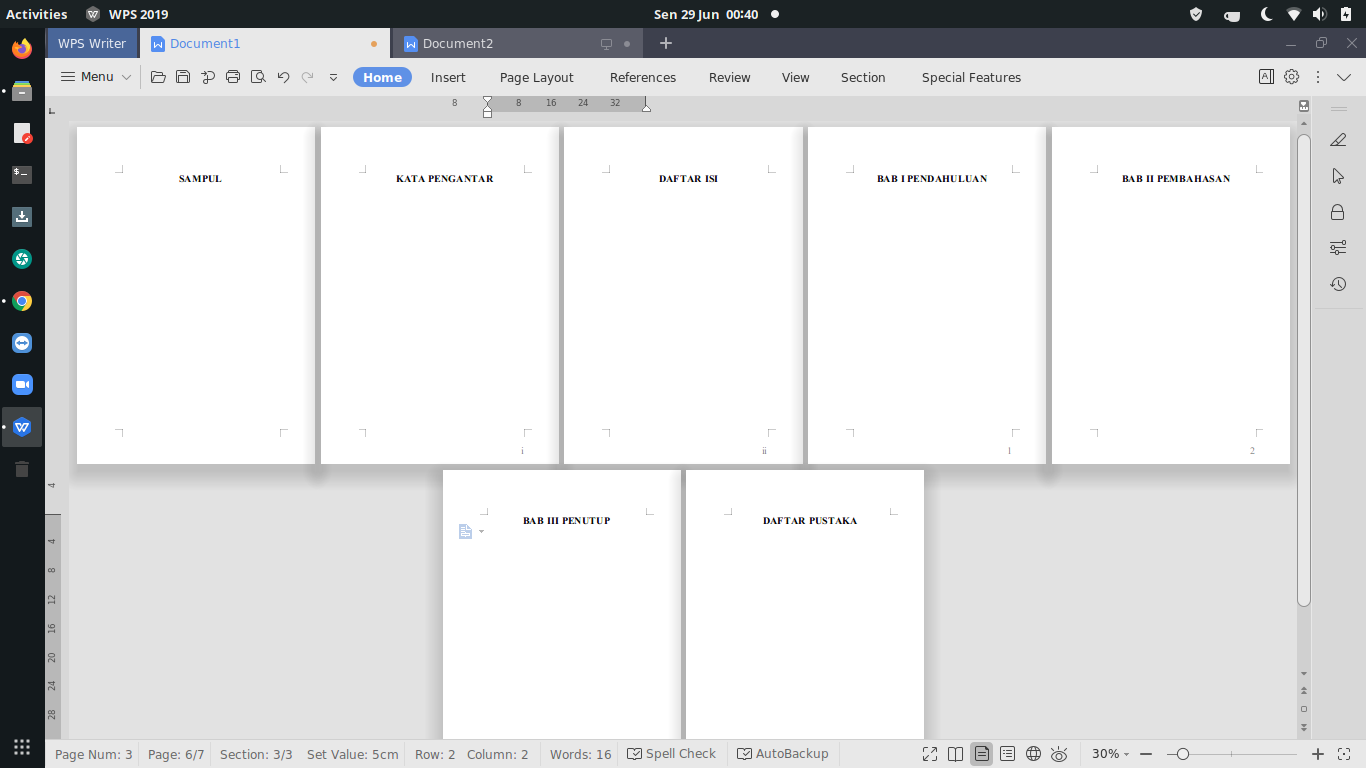 Activities WPS 2019 Sen 29 Jun 00:40
WPS Writer Document1 Document2
Menu Home Insert Page Layout References Review View Section Special Features
8 8 16 24 32
SAMPUL
KATA PENGANTAR
i
DAFTAR ISI
ii
BAB I PENDAHULUAN
1
BAB II PEMBAHASAN
2
BAB III PENUTUP
DAFTAR PUSTAKA
4
4
8
12
16
20
24
28
Page Num: 3 Page: 6/7 Section: 3/3 Set Value: 5cm Row: 2 Column: 2 Words: 16 Spell Check AutoBackup 30%